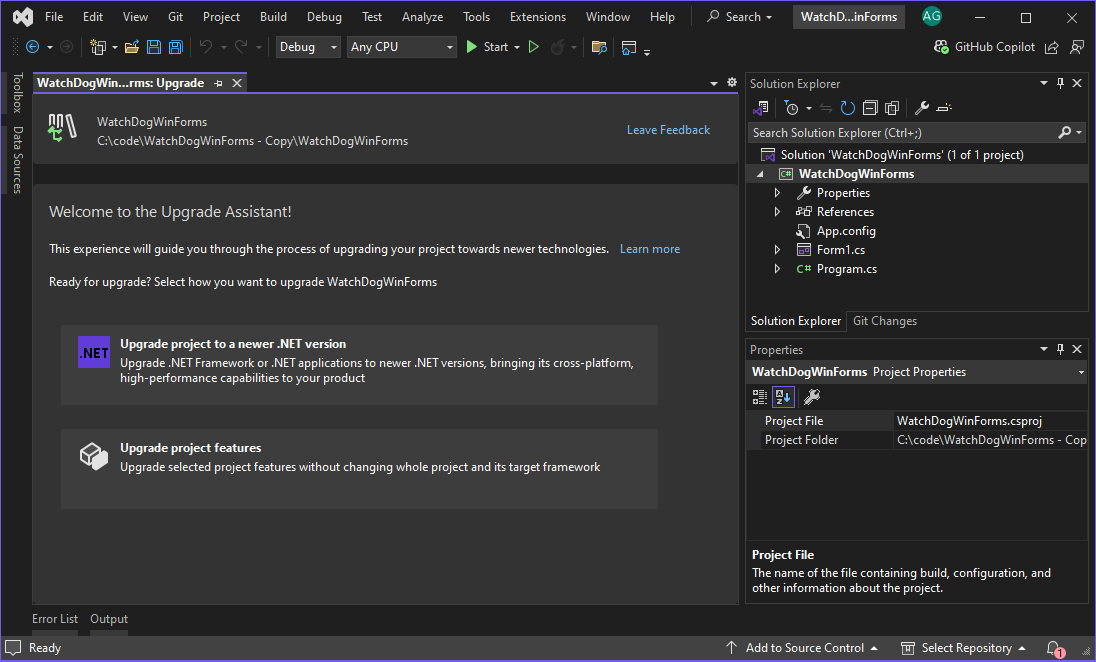 File Edit View Git Project Build Debug Test Analyze Tools Extensions Window Help Search WatchD...inForms AG
Debug Any CPU Start GitHub Copilot
Toolbox
Data Sources
WatchDogWin...rms: Upgrade
WatchDogWinForms
C:\code\WatchDogWinForms - Copy\WatchDogWinForms
Leave Feedback
Welcome to the Upgrade Assistant!
This experience will guide you through the process of upgrading your project towards newer technologies. Learn more
Ready for upgrade? Select how you want to upgrade WatchDogWinForms
.NET
Upgrade project to a newer .NET version
Upgrade .NET Framework or .NET applications to newer .NET versions, bringing its cross-platform,
high-performance capabilities to your product
Upgrade project features
Upgrade selected project features without changing whole project and its target framework
Solution Explorer
Search Solution Explorer (Ctrl+;)
Solution 'WatchDogWinForms' (1 of 1 project)
C# WatchDogWinForms
Properties
References
App.config
Form1.cs
C# Program.cs
Solution Explorer Git Changes
Properties
WatchDogWinForms Project Properties
Project File WatchDogWinForms.csproj
Project Folder C:\code\WatchDogWinForms - Cop
Project File
The name of the file containing build, configuration, and
other information about the project.
Error List Output
Ready Add to Source Control Select Repository 1